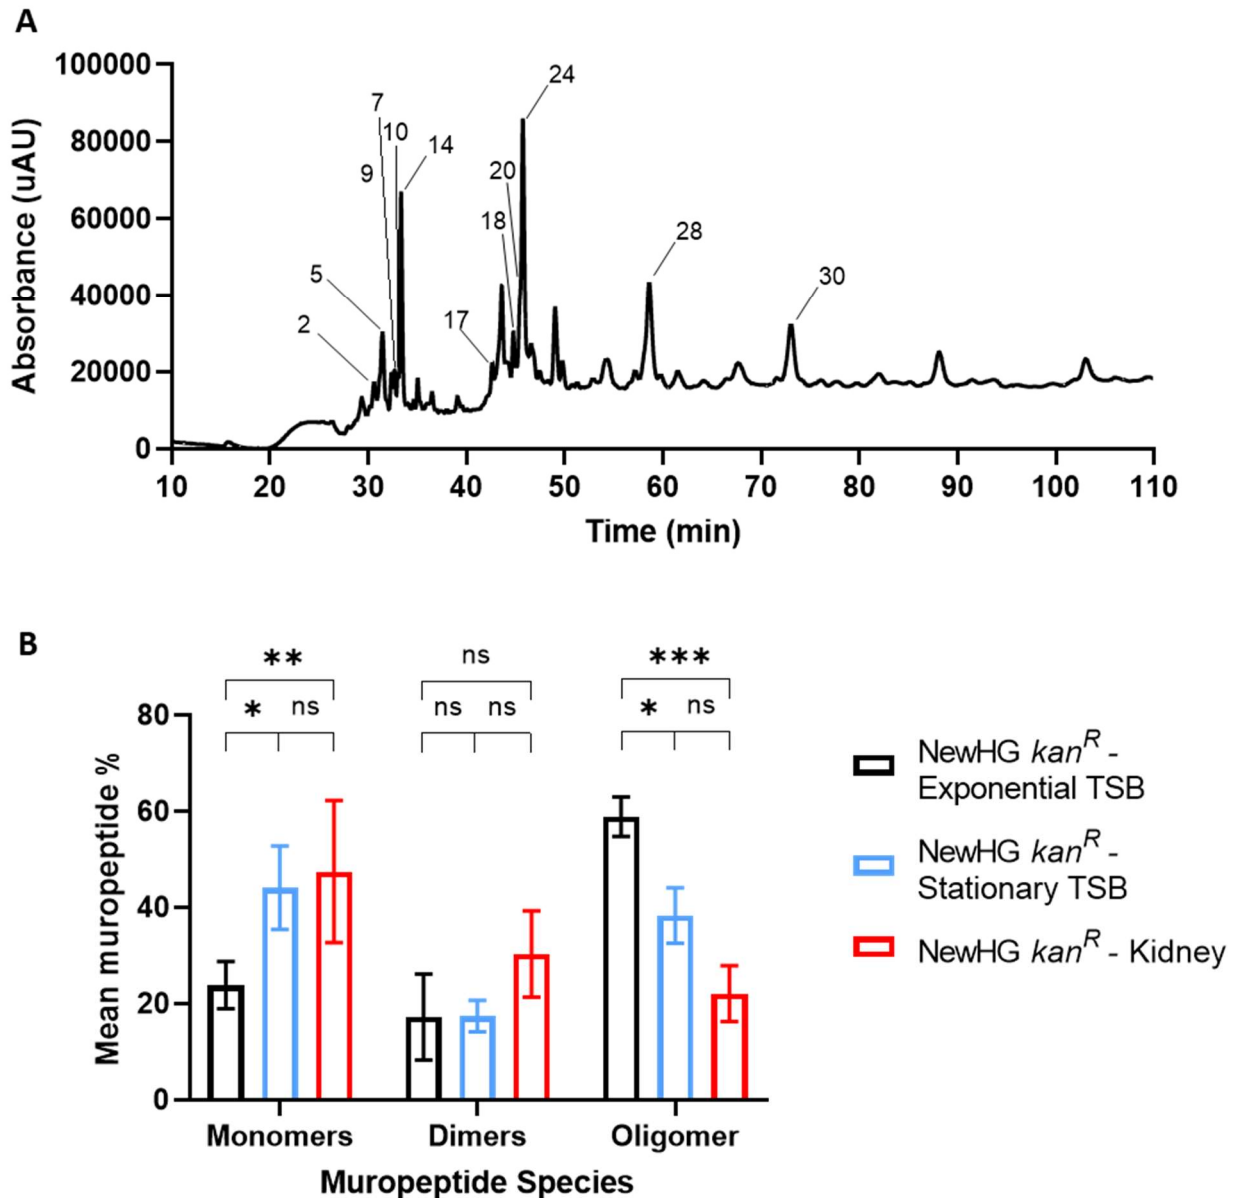 A
100000
80000
60000
40000
20000
0
Absorbance (uAU)
2
5
7
9
10
14
17
18
20
24
28
30
10 20 30 40 50 60 70 80 90 100 110
Time (min)
B
** ns ***
* ns ns ns * ns
80
60
40
20
0
Mean muropeptide %
Monomers Dimers Oligomer
Muropeptide Species
NewHG kanR -
Exponential TSB
NewHG kanR -
Stationary TSB
NewHG kanR - Kidney